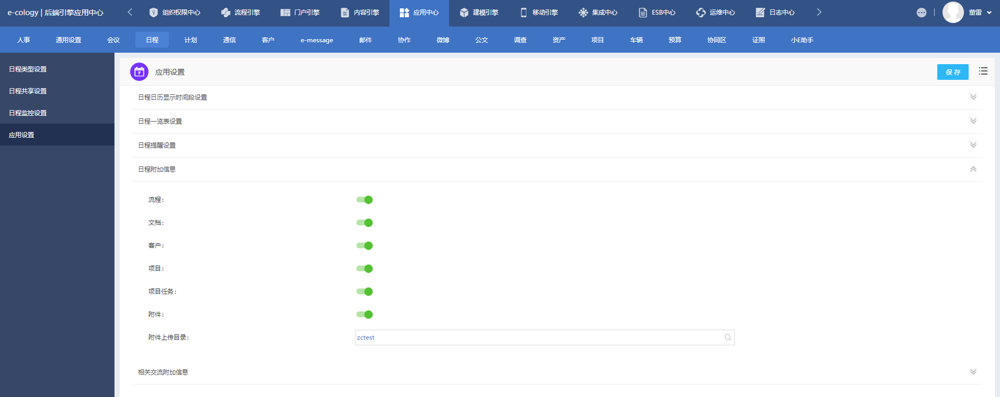 e-cology | 后端引擎应用中心 组织权限中心 流程引擎 门户引擎 内容引擎 应用中心 建模引擎 移动引擎 集成中心 ESB中心 运维中心 日志中心 董雷
人事 通用设置 会议 日程 计划 通信 客户 e-message 邮件 协作 微博 公文 调查 资产 项目 车辆 预算 协同区 证照 小E助手
日程类型设置
日程共享设置
日程监控设置
应用设置
7 应用设置 保存
日程日历显示时间段设置
日程一览表设置
日程提醒设置
日程附加信息
流程:
文档:
客户:
项目:
项目任务:
附件:
附件上传目录: zctest
相关交流附加信息